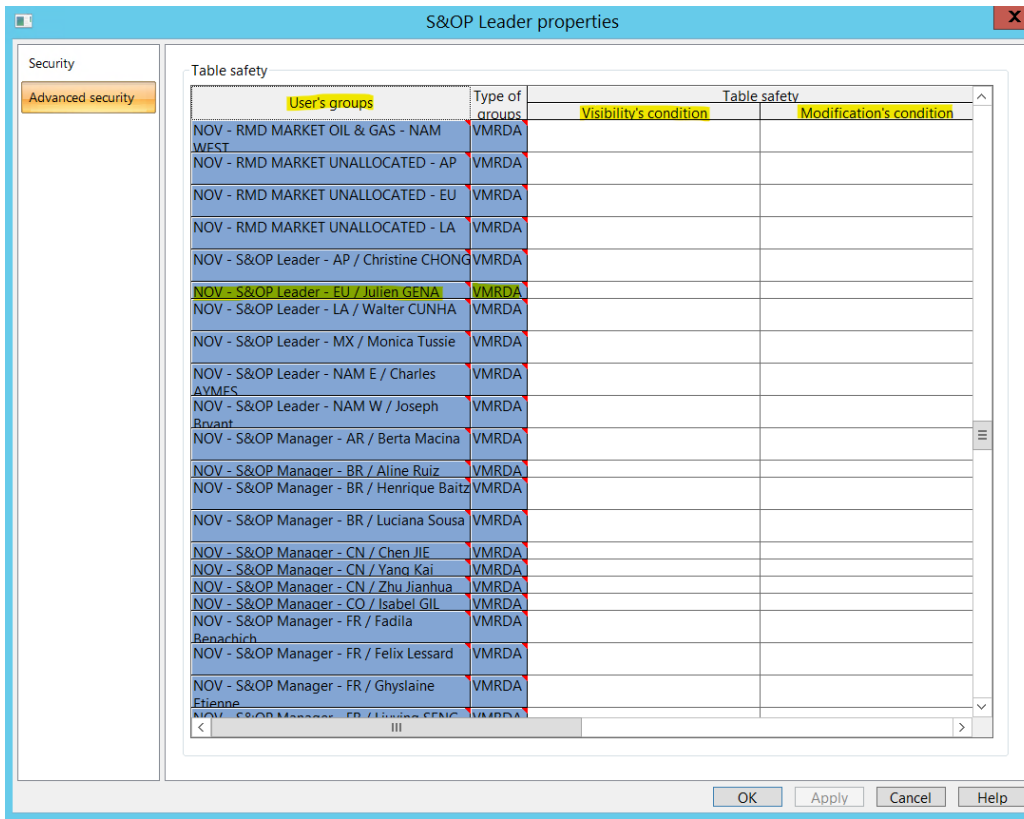 S&OP Leader properties
X
Security
Advanced security
Table safety
User's groups
Type of
groups
Table safety
Visibility's condition
Modification's condition
NOV - RMD MARKET OIL & GAS - NAM
WEST
VMRDA
NOV - RMD MARKET UNALLOCATED - AP
VMRDA
NOV - RMD MARKET UNALLOCATED - EU
VMRDA
NOV - RMD MARKET UNALLOCATED - LA
VMRDA
NOV - S&OP Leader - AP / Christine CHONG
VMRDA
NOV - S&OP Leader - EU / Julien GENA
VMRDA
NOV - S&OP Leader - LA / Walter CUNHA
VMRDA
NOV - S&OP Leader - MX / Monica Tussie
VMRDA
NOV - S&OP Leader - NAM E / Charles
AYMES
VMRDA
NOV - S&OP Leader - NAM W / Joseph
Bryant
VMRDA
NOV - S&OP Manager - AR / Berta Macina
VMRDA
NOV - S&OP Manager - BR / Aline Ruiz
VMRDA
NOV - S&OP Manager - BR / Henrique Baitz
VMRDA
NOV - S&OP Manager - BR / Luciana Sousa
VMRDA
NOV - S&OP Manager - CN / Chen JIE
VMRDA
NOV - S&OP Manager - CN / Yang Kai
VMRDA
NOV - S&OP Manager - CN / Zhu Jianhua
VMRDA
NOV - S&OP Manager - CO / Isabel GIL
VMRDA
NOV - S&OP Manager - FR / Fadila
Benachich
VMRDA
NOV - S&OP Manager - FR / Felix Lessard
VMRDA
NOV - S&OP Manager - FR / Ghyslaine
Etienne
VMRDA
NOV - S&OP Manager - FR / SENG
VMRDA
OK
Apply
Cancel
Help